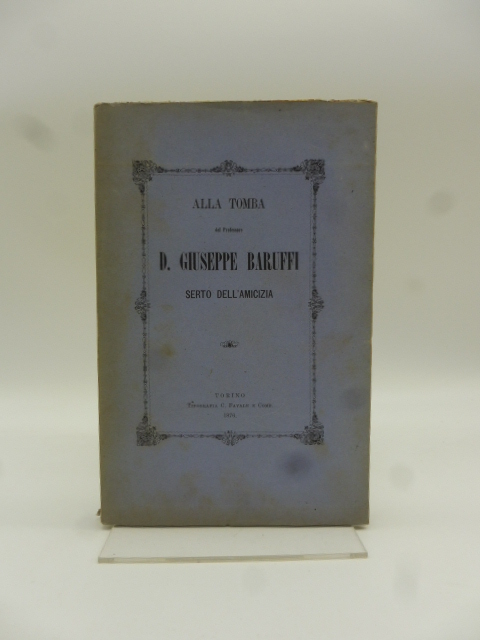 ALLA TOMBA
del Professore
D. GIUSEPPE BARUFFI
SERTO DELL'AMICIZIA
TORINO
Tipografia C. Favale e Comp.